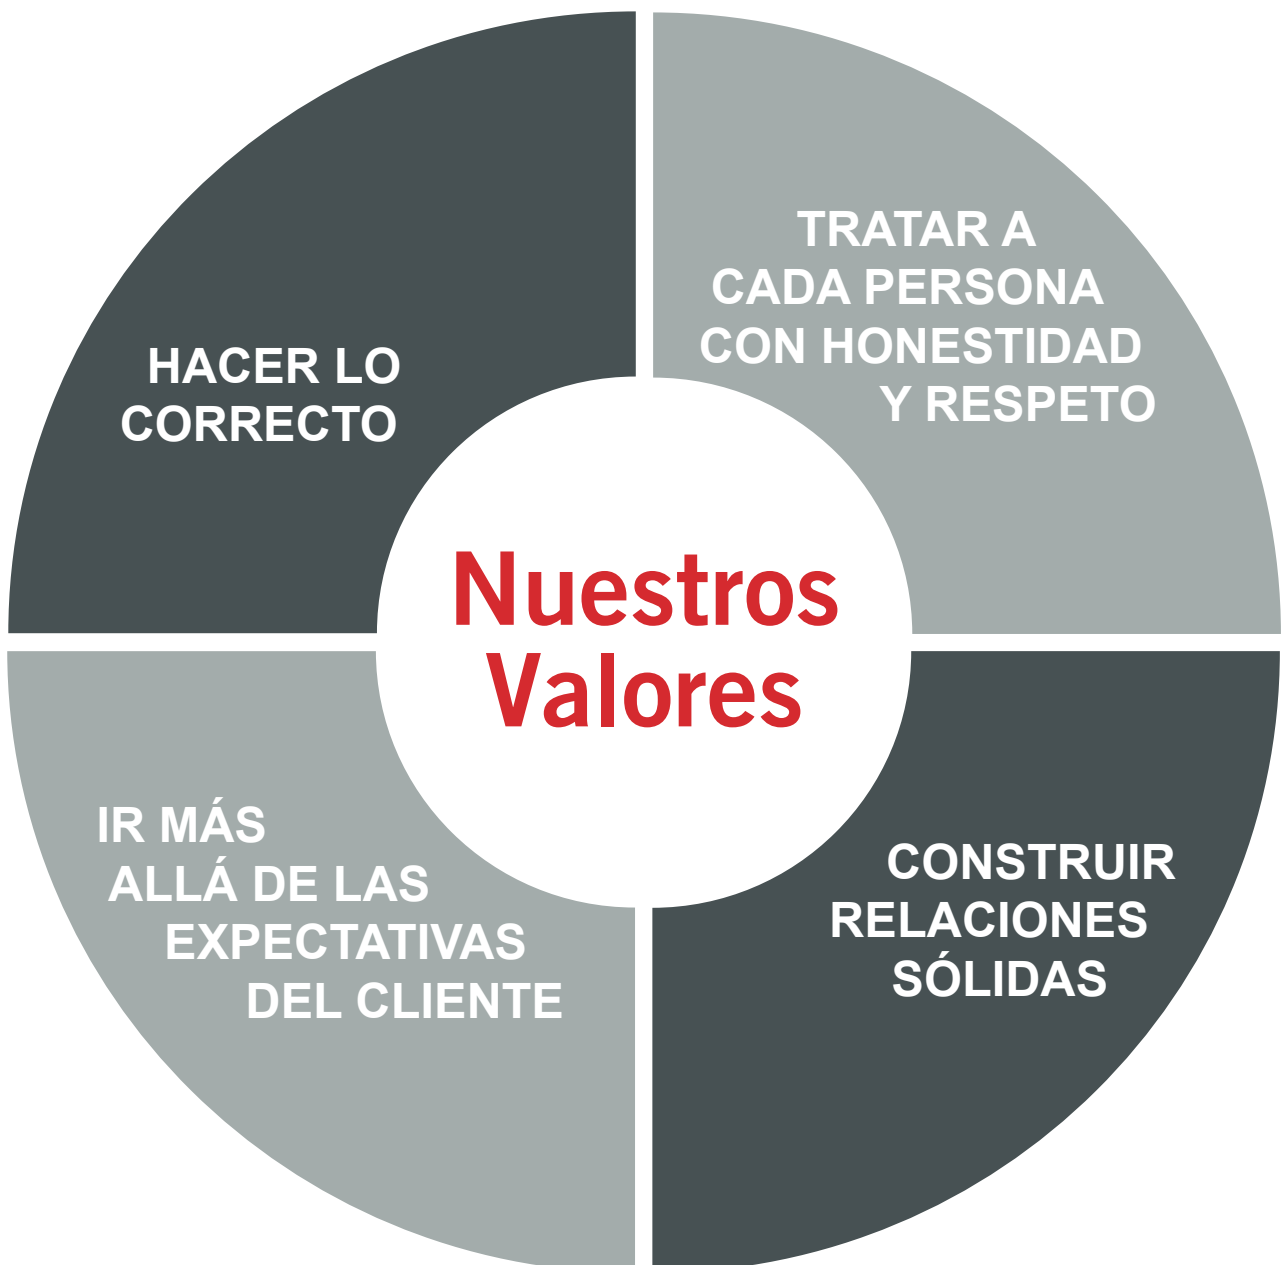 HACER LO
CORRECTO
TRATAR A
CADA PERSONA
CON HONESTIDAD
Y RESPETO
Nuestros
Valores
IR MÁS
ALLÁ DE LAS
EXPECTATIVAS
DEL CLIENTE
CONSTRUIR
RELACIONES
SÓLIDAS